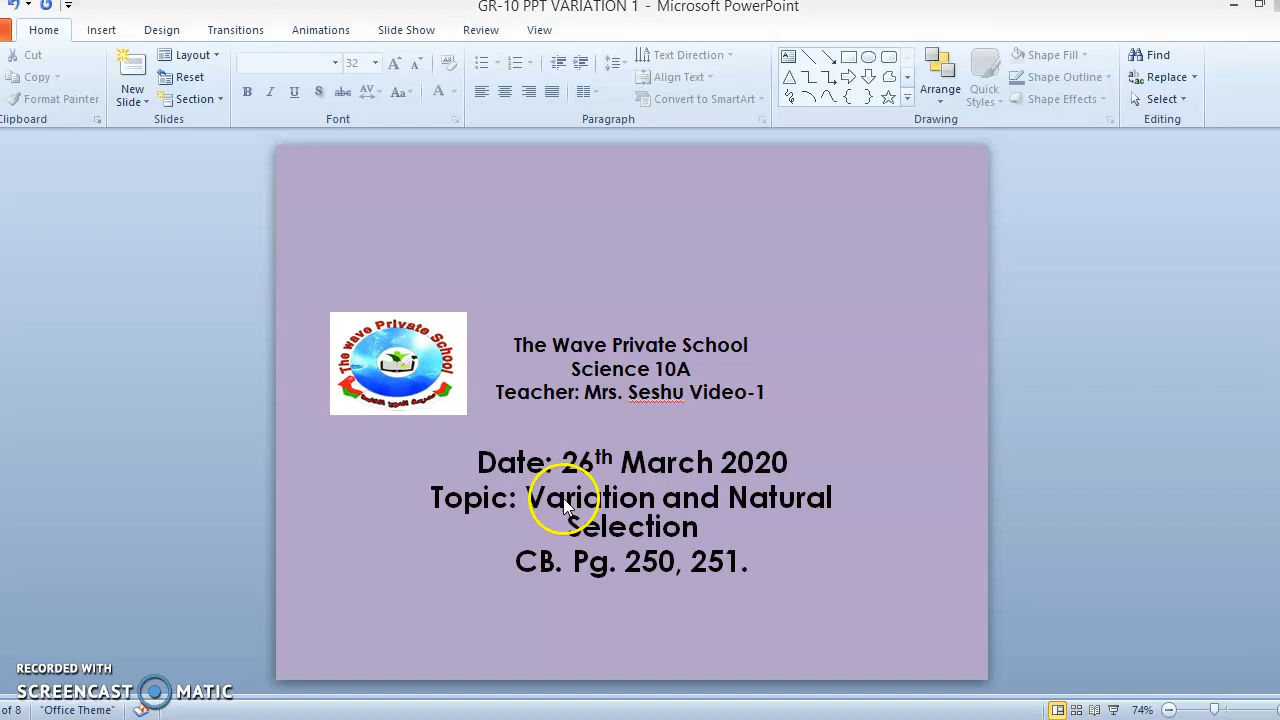 GR-10 PPT VARIATION 1 - Microsoft PowerPoint
Home Insert Design Transitions Animations Slide Show Review View
Cut
Copy
Format Painter
Clipboard
New Slide
Layout
Reset
Section
Slides
32
B I U S abc AV Aa A
Font
Text Direction
Align Text
Convert to SmartArt
Paragraph
Arrange
Quick Styles
Shape Fill
Shape Outline
Shape Effects
Drawing
Find
Replace
Select
Editing
The Wave Private School
The Wave Private School
Science 10A
Teacher: Mrs. Seshu Video-1
Date: 26th March 2020
Topic: Variation and Natural
Selection
CB. Pg. 250, 251.
RECORDED WITH
SCREENCAST MATIC
of 8 "Office Theme" 74%